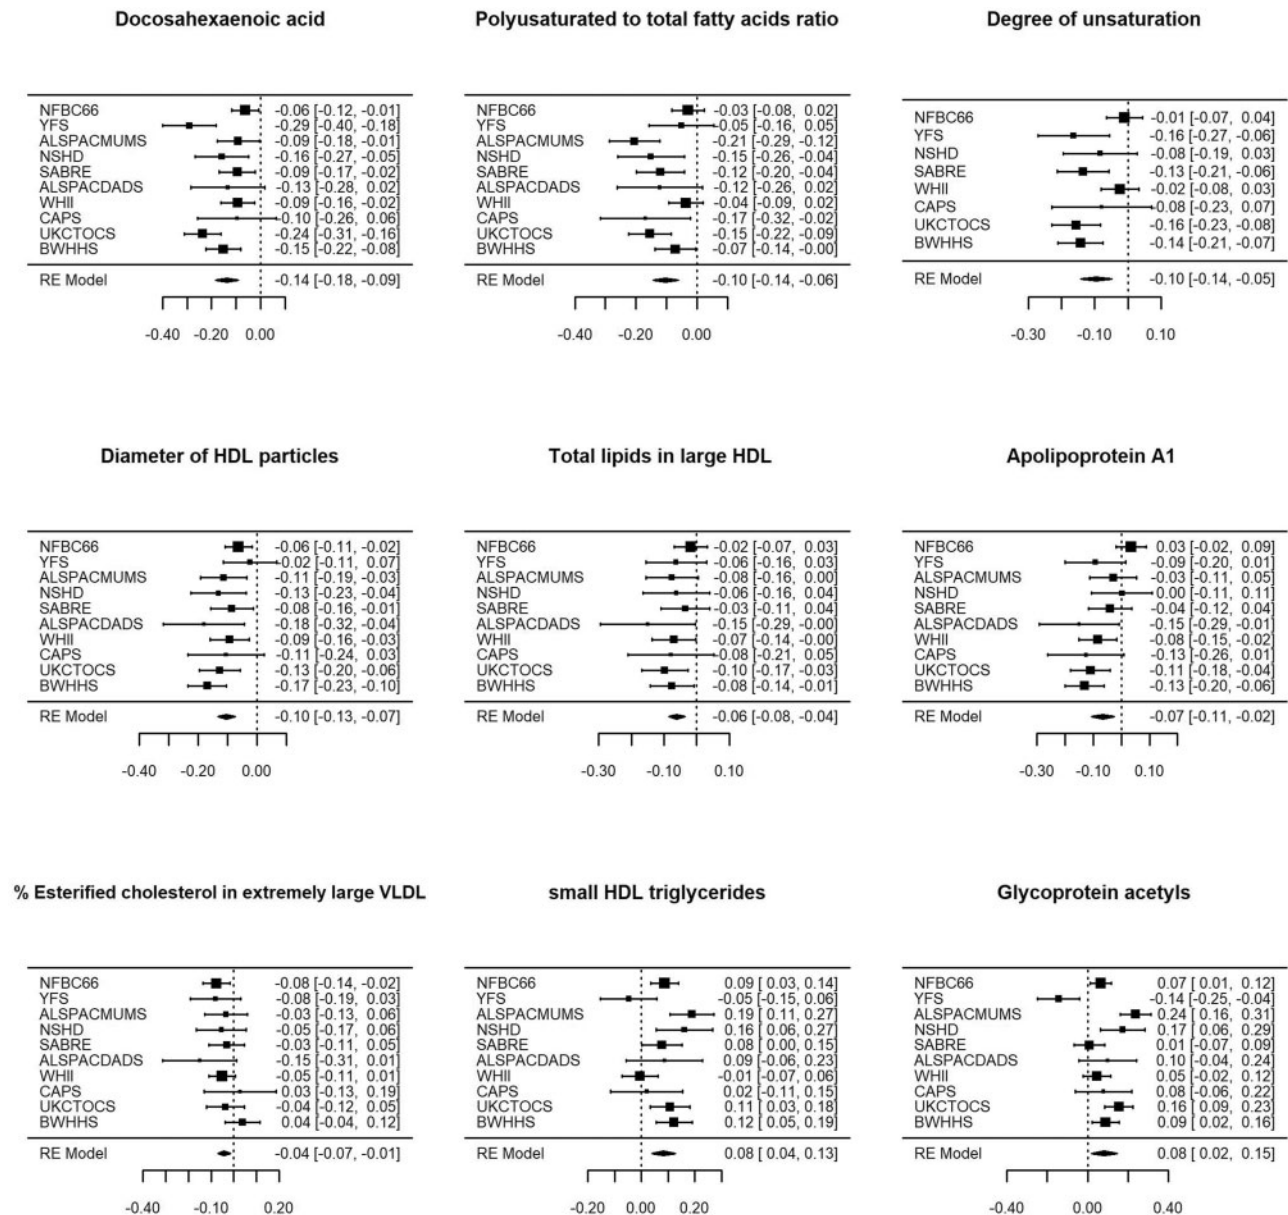 Docosahexaenoic acid
NFBC66 -0.06 [-0.12, -0.01]
YFS -0.29 [-0.40, -0.18]
ALSPACMUMS -0.09 [-0.18, -0.01]
NSHD -0.16 [-0.27, -0.05]
SABRE -0.09 [-0.17, -0.02]
ALSPACDADS -0.13 [-0.28, 0.02]
WHII -0.09 [-0.16, -0.02]
CAPS -0.10 [-0.26, 0.06]
UKCTOCS -0.24 [-0.31, -0.16]
BWHHS -0.15 [-0.22, -0.08]
RE Model -0.14 [-0.18, -0.09]
-0.40 -0.20 0.00
Polyusaturated to total fatty acids ratio
NFBC66 -0.03 [-0.08, 0.02]
YFS -0.05 [-0.16, 0.05]
ALSPACMUMS -0.21 [-0.29, -0.12]
NSHD -0.15 [-0.26, -0.04]
SABRE -0.12 [-0.20, -0.04]
ALSPACDADS -0.12 [-0.26, 0.02]
WHII -0.04 [-0.09, 0.02]
CAPS -0.17 [-0.32, -0.02]
UKCTOCS -0.15 [-0.22, -0.09]
BWHHS -0.07 [-0.14, -0.00]
RE Model -0.10 [-0.14, -0.06]
-0.40 -0.20 0.00
Degree of unsaturation
NFBC66 -0.01 [-0.07, 0.04]
YFS -0.16 [-0.27, -0.06]
NSHD -0.08 [-0.19, 0.03]
SABRE -0.13 [-0.21, -0.06]
WHII -0.02 [-0.08, 0.03]
CAPS -0.08 [-0.23, 0.07]
UKCTOCS -0.16 [-0.23, -0.08]
BWHHS -0.14 [-0.21, -0.07]
RE Model -0.10 [-0.14, -0.05]
-0.30 -0.10 0.10
Diameter of HDL particles
NFBC66 -0.06 [-0.11, -0.02]
YFS -0.02 [-0.11, 0.07]
ALSPACMUMS -0.11 [-0.19, -0.03]
NSHD -0.13 [-0.23, -0.04]
SABRE -0.08 [-0.16, -0.01]
ALSPACDADS -0.18 [-0.32, -0.04]
WHII -0.09 [-0.16, -0.03]
CAPS -0.11 [-0.24, 0.03]
UKCTOCS -0.13 [-0.20, -0.06]
BWHHS -0.17 [-0.23, -0.10]
RE Model -0.10 [-0.13, -0.07]
-0.40 -0.20 0.00
Total lipids in large HDL
NFBC66 -0.02 [-0.07, 0.03]
YFS -0.06 [-0.16, 0.03]
ALSPACMUMS -0.08 [-0.16, 0.00]
NSHD -0.06 [-0.16, 0.04]
SABRE -0.03 [-0.11, 0.04]
ALSPACDADS -0.15 [-0.29, -0.00]
WHII -0.07 [-0.14, -0.00]
CAPS -0.08 [-0.21, 0.05]
UKCTOCS -0.10 [-0.17, -0.03]
BWHHS -0.08 [-0.14, -0.01]
RE Model -0.06 [-0.08, -0.04]
-0.30 -0.10 0.10
Apolipoprotein A1
NFBC66 0.03 [-0.02, 0.09]
YFS -0.09 [-0.20, 0.01]
ALSPACMUMS -0.03 [-0.11, 0.05]
NSHD 0.00 [-0.11, 0.11]
SABRE -0.04 [-0.12, 0.04]
ALSPACDADS -0.15 [-0.29, -0.01]
WHII -0.08 [-0.15, -0.02]
CAPS -0.13 [-0.26, 0.01]
UKCTOCS -0.11 [-0.18, -0.04]
BWHHS -0.13 [-0.20, -0.06]
RE Model -0.07 [-0.11, -0.02]
-0.30 -0.10 0.10
% Esterified cholesterol in extremely large VLDL
NFBC66 -0.08 [-0.14, -0.02]
YFS -0.08 [-0.19, 0.03]
ALSPACMUMS -0.03 [-0.13, 0.06]
NSHD -0.05 [-0.17, 0.06]
SABRE -0.03 [-0.11, 0.05]
ALSPACDADS -0.15 [-0.31, 0.01]
WHII -0.05 [-0.11, 0.01]
CAPS 0.03 [-0.13, 0.19]
UKCTOCS -0.04 [-0.12, 0.05]
BWHHS 0.04 [-0.04, 0.12]
RE Model -0.04 [-0.07, -0.01]
-0.40 -0.10 0.20
small HDL triglycerides
NFBC66 0.09 [ 0.03, 0.14]
YFS -0.05 [-0.15, 0.06]
ALSPACMUMS 0.19 [ 0.11, 0.27]
NSHD 0.16 [ 0.06, 0.27]
SABRE 0.08 [ 0.00, 0.15]
ALSPACDADS 0.09 [-0.06, 0.23]
WHII -0.01 [-0.07, 0.06]
CAPS 0.02 [-0.11, 0.15]
UKCTOCS 0.11 [ 0.03, 0.18]
BWHHS 0.12 [ 0.05, 0.19]
RE Model 0.08 [ 0.04, 0.13]
-0.20 0.00 0.20
Glycoprotein acetyls
NFBC66 0.07 [ 0.01, 0.12]
YFS -0.14 [-0.25, -0.04]
ALSPACMUMS 0.24 [ 0.16, 0.31]
NSHD 0.17 [ 0.06, 0.29]
SABRE 0.01 [-0.07, 0.09]
ALSPACDADS 0.10 [-0.04, 0.24]
WHII 0.05 [-0.02, 0.12]
CAPS 0.08 [-0.06, 0.22]
UKCTOCS 0.16 [ 0.09, 0.23]
BWHHS 0.09 [ 0.02, 0.16]
RE Model 0.08 [ 0.02, 0.15]
-0.40 0.00 0.40